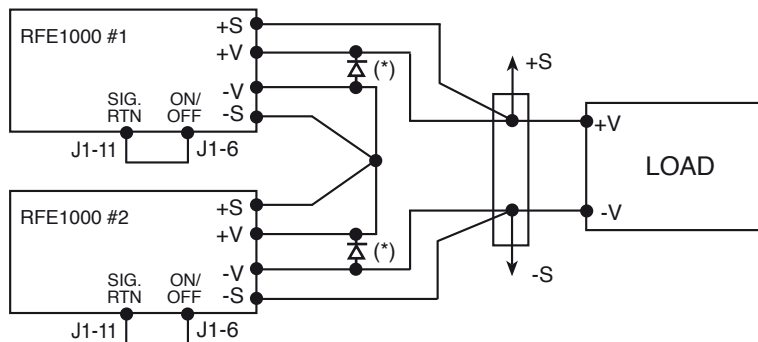 RFE1000 #1
+S
+V
-V
-S
SIG.
RTN
ON/
OFF
J1-11
J1-6
(*)
+S
+V
-V
LOAD
-S
RFE1000 #2
+S
+V
-V
-S
SIG.
RTN
ON/
OFF
J1-11
J1-6
(*)